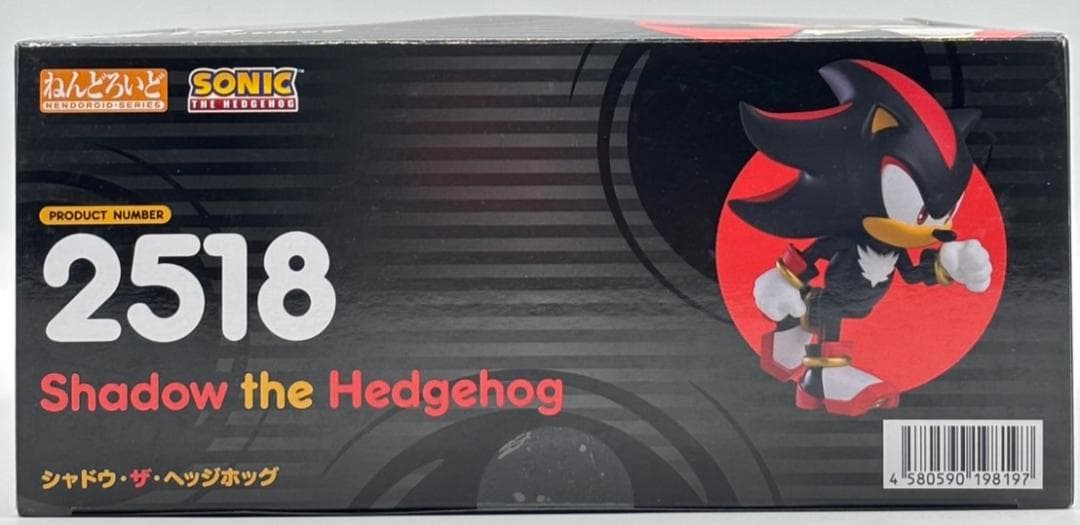 ねんどろいど
NENDOROID·SERIES
SONIC
THE HEDGEHOG
PRODUCT NUMBER
2518
Shadow the Hedgehog
シャドウ・ザ・ヘッジホッグ
4 580590 198197